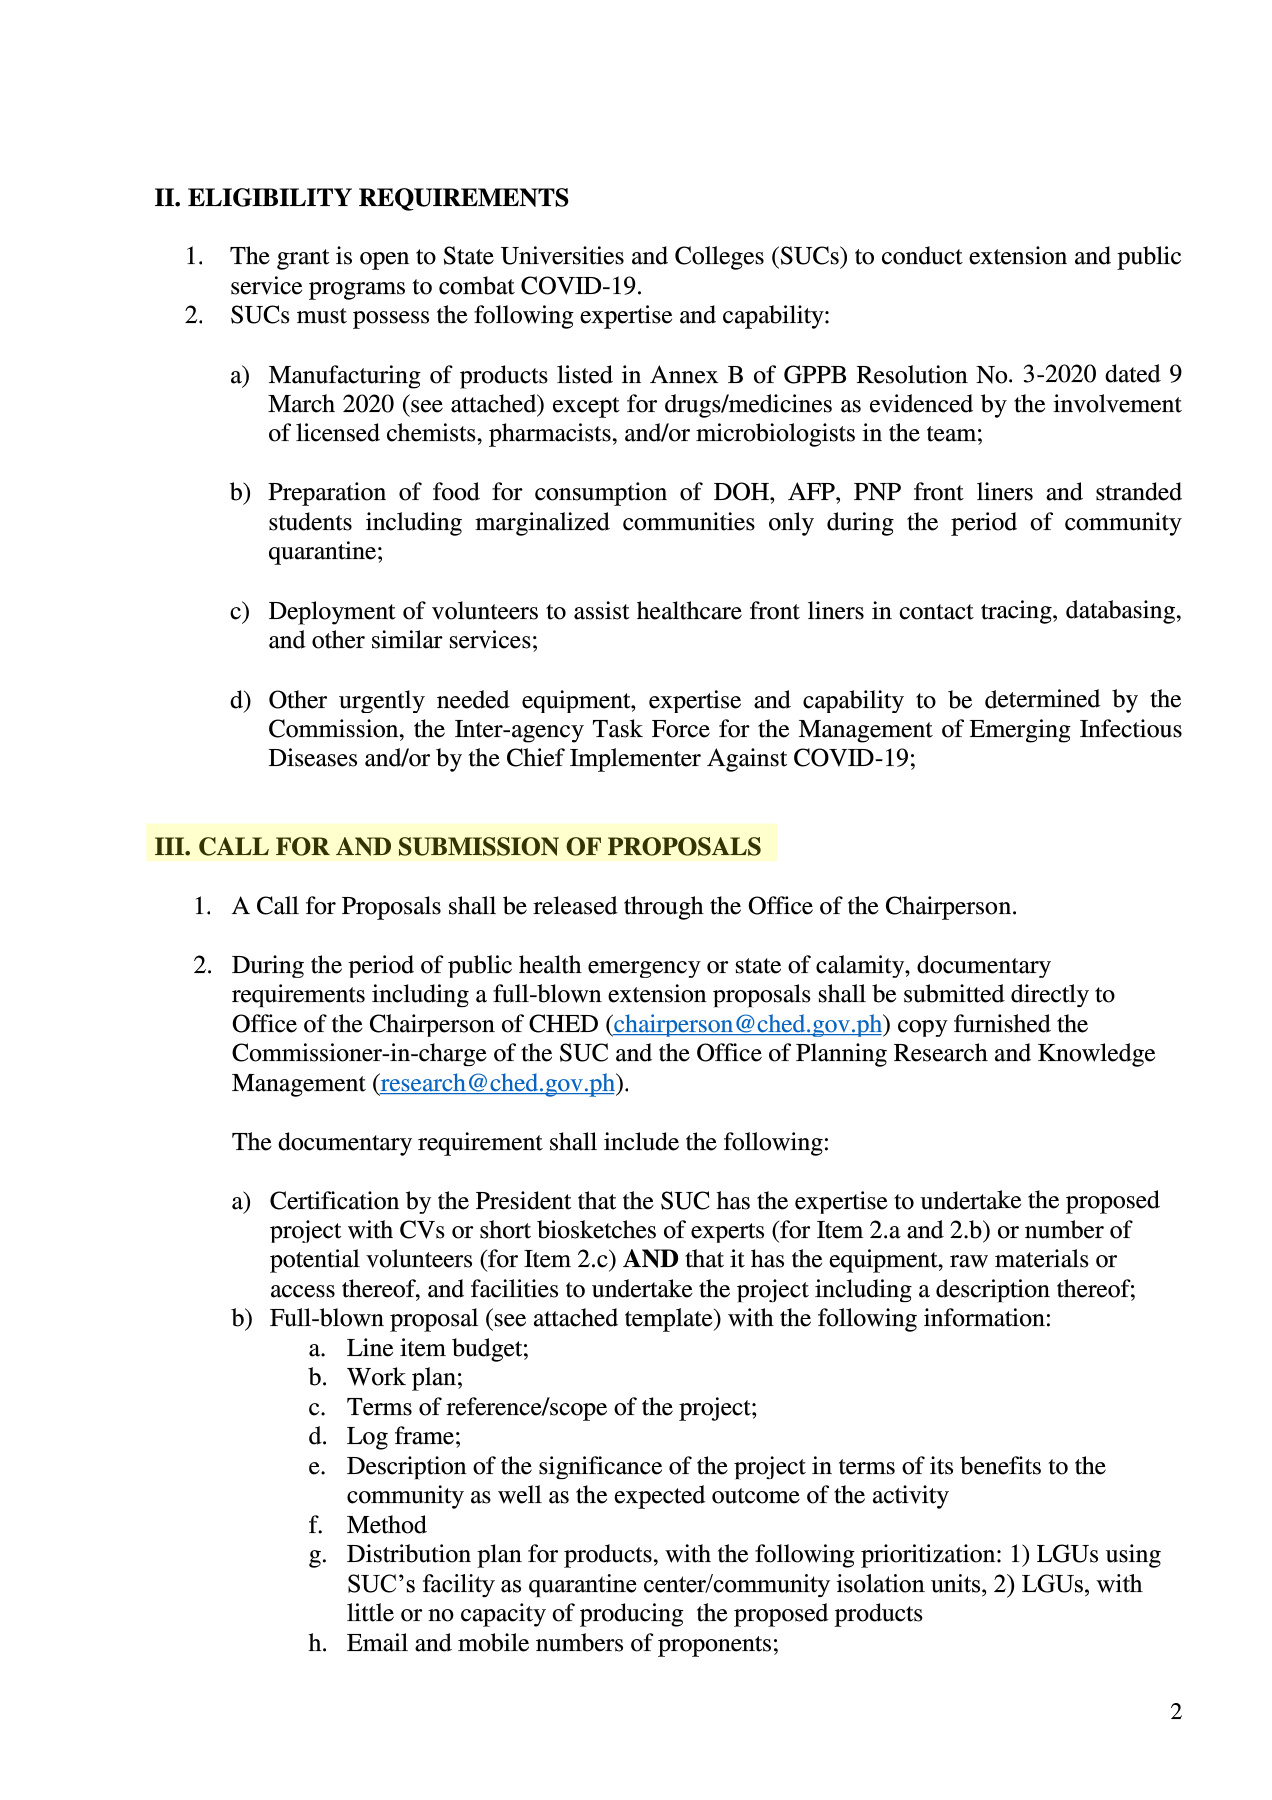 II. ELIGIBILITY REQUIREMENTS
1. The grant is open to State Universities and Colleges (SUCs) to conduct extension and public
service programs to combat COVID-19.
2. SUCs must possess the following expertise and capability:
a) Manufacturing of products listed in Annex B of GPPB Resolution No. 3-2020 dated 9
March 2020 (see attached) except for drugs/medicines as evidenced by the involvement
of licensed chemists, pharmacists, and/or microbiologists in the team;
b) Preparation of food for consumption of DOH, AFP, PNP front liners and stranded
students including marginalized communities only during the period of community
quarantine;
c) Deployment of volunteers to assist healthcare front liners in contact tracing, databasing,
and other similar services;
d) Other urgently needed equipment, expertise and capability to be determined by the
Commission, the Inter-agency Task Force for the Management of Emerging Infectious
Diseases and/or by the Chief Implementer Against COVID-19;
III. CALL FOR AND SUBMISSION OF PROPOSALS
1. A Call for Proposals shall be released through the Office of the Chairperson.
2. During the period of public health emergency or state of calamity, documentary
requirements including a full-blown extension proposals shall be submitted directly to
Office of the Chairperson of CHED (chairperson@ched.gov.ph) copy furnished the
Commissioner-in-charge of the SUC and the Office of Planning Research and Knowledge
Management (research@ched.gov.ph).
The documentary requirement shall include the following:
a) Certification by the President that the SUC has the expertise to undertake the proposed
project with CVs or short biosketches of experts (for Item 2.a and 2.b) or number of
potential volunteers (for Item 2.c) AND that it has the equipment, raw materials or
access thereof, and facilities to undertake the project including a description thereof;
b) Full-blown proposal (see attached template) with the following information:
a. Line item budget;
b. Work plan;
c. Terms of reference/scope of the project;
d. Log frame;
e. Description of the significance of the project in terms of its benefits to the
community as well as the expected outcome of the activity
f. Method
g. Distribution plan for products, with the following prioritization: 1) LGUs using
SUC’s facility as quarantine center/community isolation units, 2) LGUs, with
little or no capacity of producing  the proposed products
h. Email and mobile numbers of proponents;
2